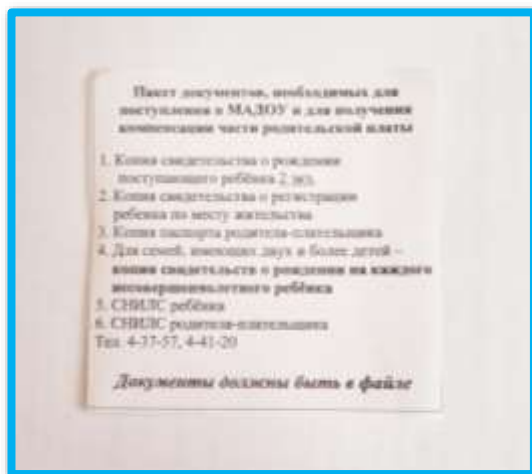 Пакет документов, необходимых для
поступления в МАДОУ и для получения
компенсации части родительской платы
1. Копия свидетельства о рождении
поступающего ребёнка 2 экз.
2. Копия свидетельства о регистрации
ребенка по месту жительства
3. Копия паспорта родителя-плательщика
4. Для семей, имеющих двух и более детей –
копия свидетельств о рождении на каждого
несовершеннолетнего ребёнка
5. СНИЛС ребёнка
6. СНИЛС родителя-плательщика
Тел. 4-37-57, 4-41-20
Документы должны быть в файле